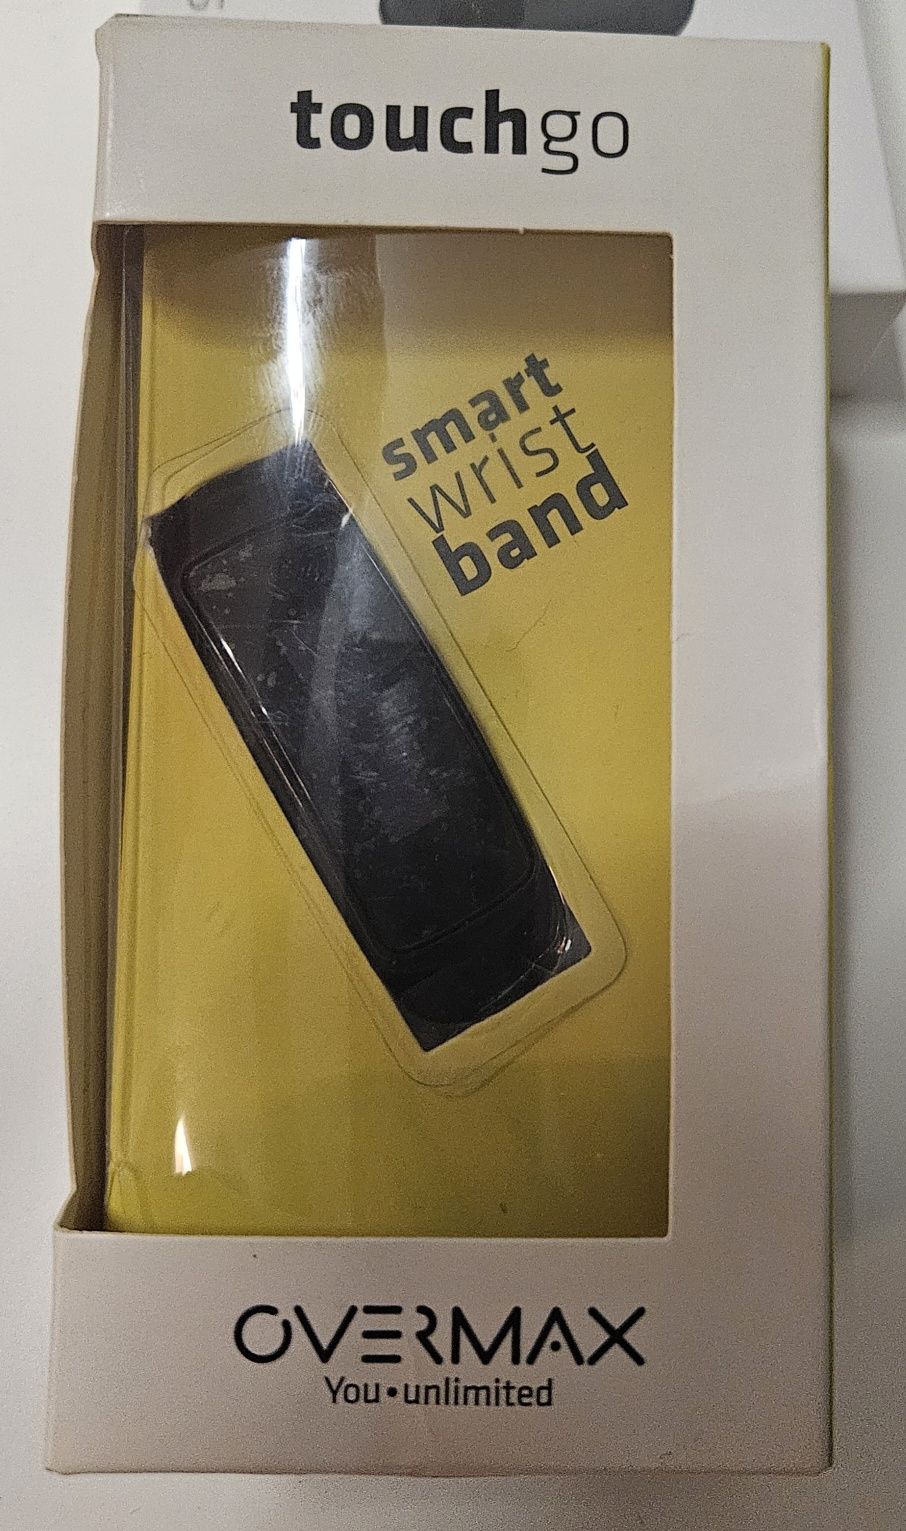 touchgo
smart
wrist
band
OVERMAX
You•unlimited